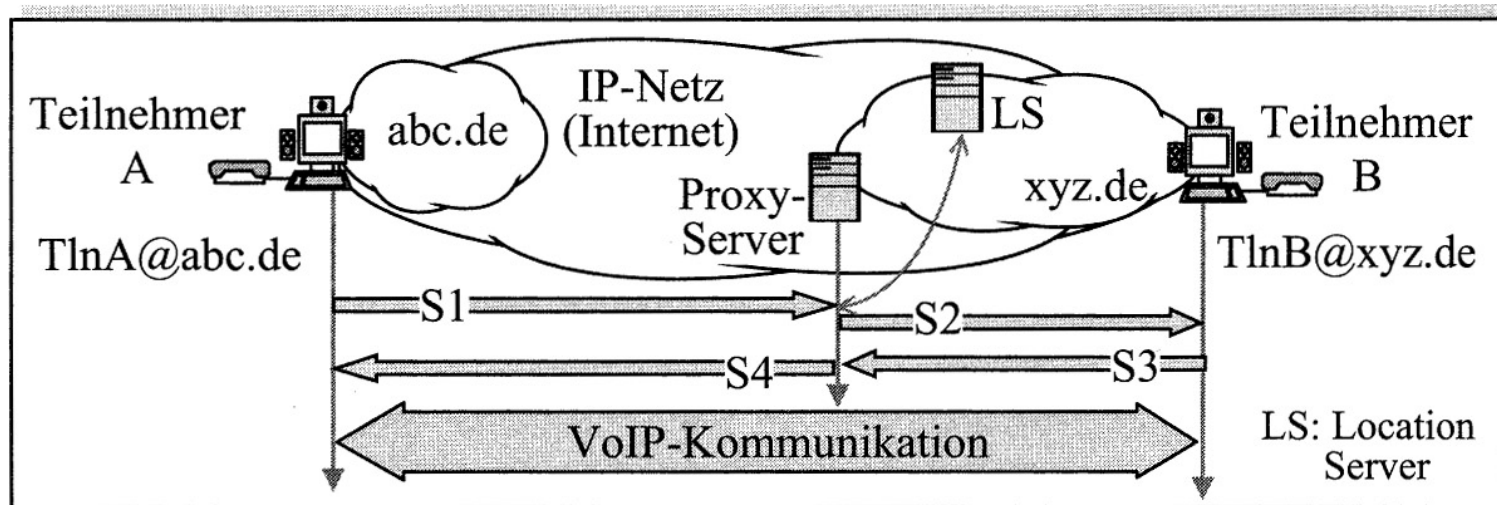 Teilnehmer
A
abc.de
IP-Netz
(Internet)
LS
Teilnehmer
B
xyz.de
Proxy-
Server
TlnA@abc.de
TlnB@xyz.de
S1
S2
S4
S3
VoIP-Kommunikation
LS: Location
Server